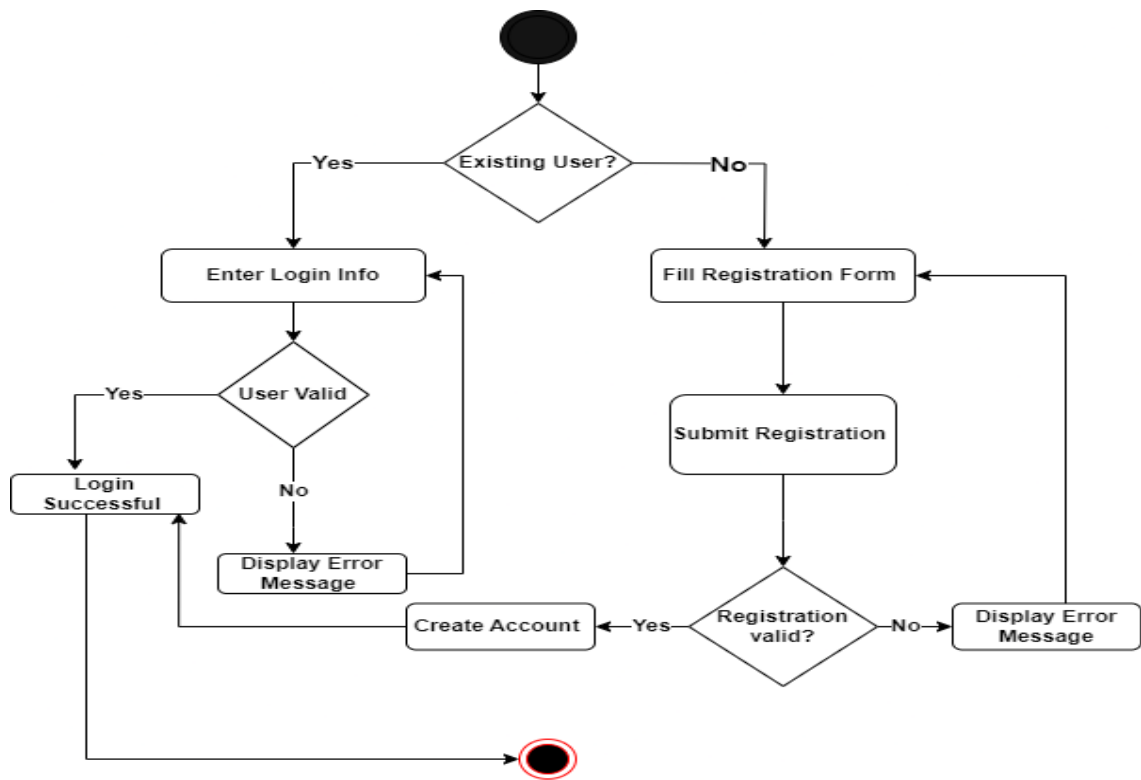 Existing User?
Yes
No
Enter Login Info
Fill Registration Form
User Valid
Yes
Submit Registration
Login
Successful
No
Display Error
Message
Create Account
Yes
Registration
valid?
No
Display Error
Message